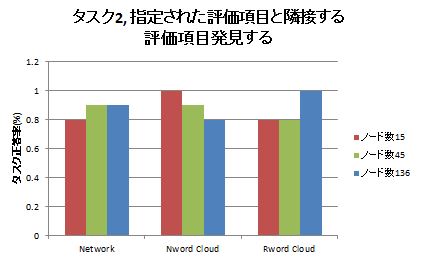 タスク2, 指定された評価項目と隣接する
評価項目発見する
タスク正答率(%)
1.2
1
0.8
0.6
0.4
0.2
0
Network
Nword Cloud
Rword Cloud
ノード数15
ノード数45
ノード数136